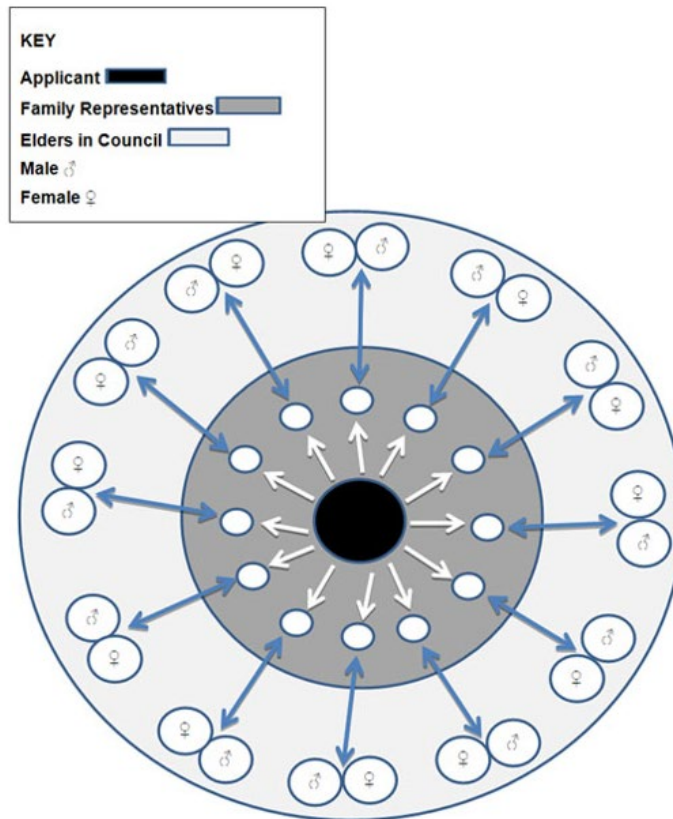 KEY
Applicant
Family Representatives
Elders in Council
Male ♂
Female ♀
♀ ♂
♂ ♀
♂ ♀
♂ ♀
♂ ♀
♀ ♂
♀ ♂
♂ ♀
♂ ♀
♀ ♂
♂ ♀
♀ ♂